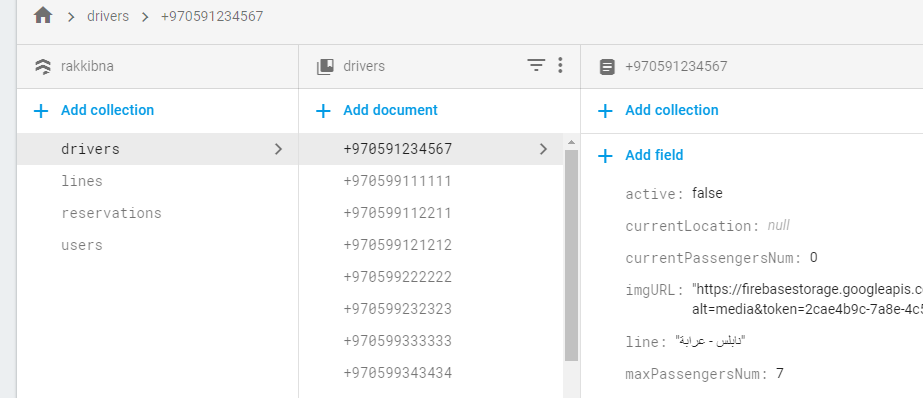 drivers
+970591234567
rakkibna
drivers
+970591234567
Add collection
Add document
Add collection
drivers
lines
reservations
users
+970591234567
+970599111111
+970599112211
+970599121212
+970599222222
+970599232323
+970599333333
+970599343434
Add field
active: false
currentLocation: null
currentPassengersNum: 0
imgURL: "https://firebasestorage.googleapis.c
alt=media&token=2cae4b9c-7a8e-4c5
line: "نابلس - عرابة"
maxPassengersNum: 7